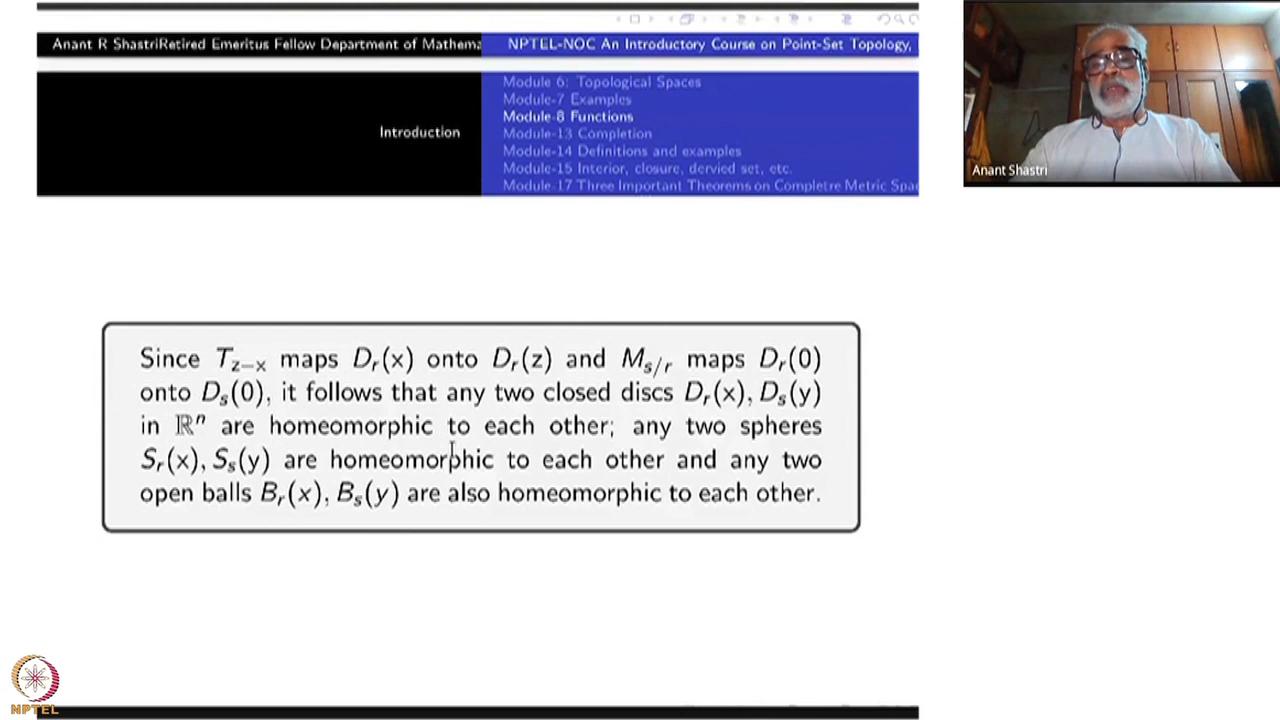 Anant R ShastriRetired Emeritus Fellow Department of Mathema
NPTEL-NOC An Introductory Course on Point-Set Topology,
Introduction
Module 6: Topological Spaces
Module-7 Examples
Module-8 Functions
Module-13 Completion
Module-14 Definitions and examples
Module-15 Interior, closure, dervied set, etc.
Module-17 Three Important Theorems on Completre Metric Spa
Anant Shastri
Since T_{z−x} maps D_r(x) onto D_r(z) and M_{s/r} maps D_r(0)
onto D_s(0), it follows that any two closed discs D_r(x), D_s(y)
in ℝⁿ are homeomorphic to each other; any two spheres
S_r(x), S_s(y) are homeomorphic to each other and any two
open balls B_r(x), B_s(y) are also homeomorphic to each other.
NPTEL